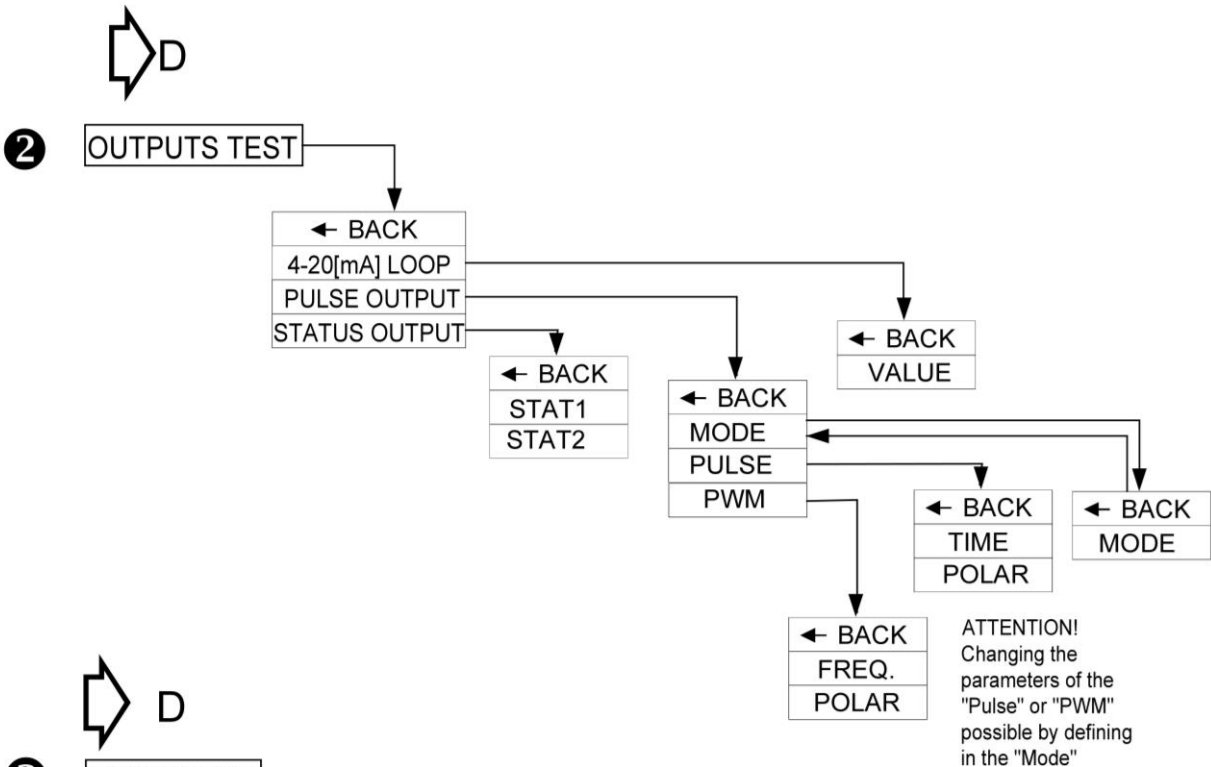 D
❷ OUTPUTS TEST
← BACK
4-20[mA] LOOP
PULSE OUTPUT
STATUS OUTPUT
← BACK
STAT1
STAT2
← BACK
MODE
PULSE
PWM
← BACK
VALUE
← BACK
TIME
POLAR
← BACK
MODE
← BACK
FREQ.
POLAR
ATTENTION!
Changing the
parameters of the
"Pulse" or "PWM"
possible by defining
in the "Mode"
D